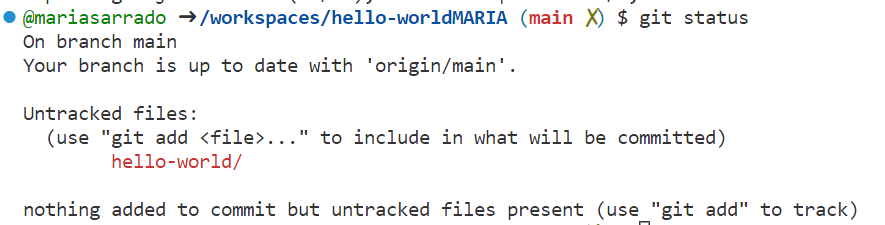 @mariasarrado → /workspaces/hello-worldMARIA (main ✗) $ git status
On branch main
Your branch is up to date with 'origin/main'.
Untracked files:
(use "git add <file>..." to include in what will be committed)
hello-world/
nothing added to commit but untracked files present (use "git add" to track)